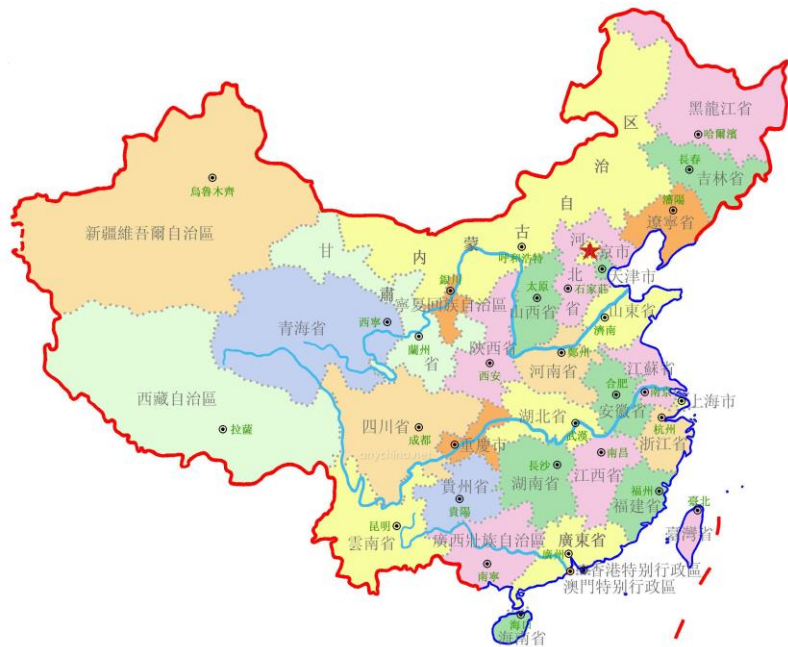 黑龍江省
哈爾濱
長春
吉林省
瀋陽
遼寧省
内蒙古自治区
呼和浩特
烏魯木齊
新疆維吾爾自治區
甘肅省
蘭州
銀川
寧夏回族自治區
西寧
青海省
河北省
石家莊
京市
天津市
太原
山西省
山東省
濟南
陝西省
西安
鄭州
河南省
江蘇省
南京
合肥
安徽省
上海市
西藏自治區
拉薩
四川省
成都
重慶市
anychina.net
湖北省
武漢
杭州
浙江省
長沙
湖南省
南昌
江西省
福州
福建省
貴州省
貴陽
昆明
雲南省
廣西壯族自治區
南寧
廣東省
廣州
香港特别行政區
澳門特别行政區
臺北
臺灣省
海口
海南省